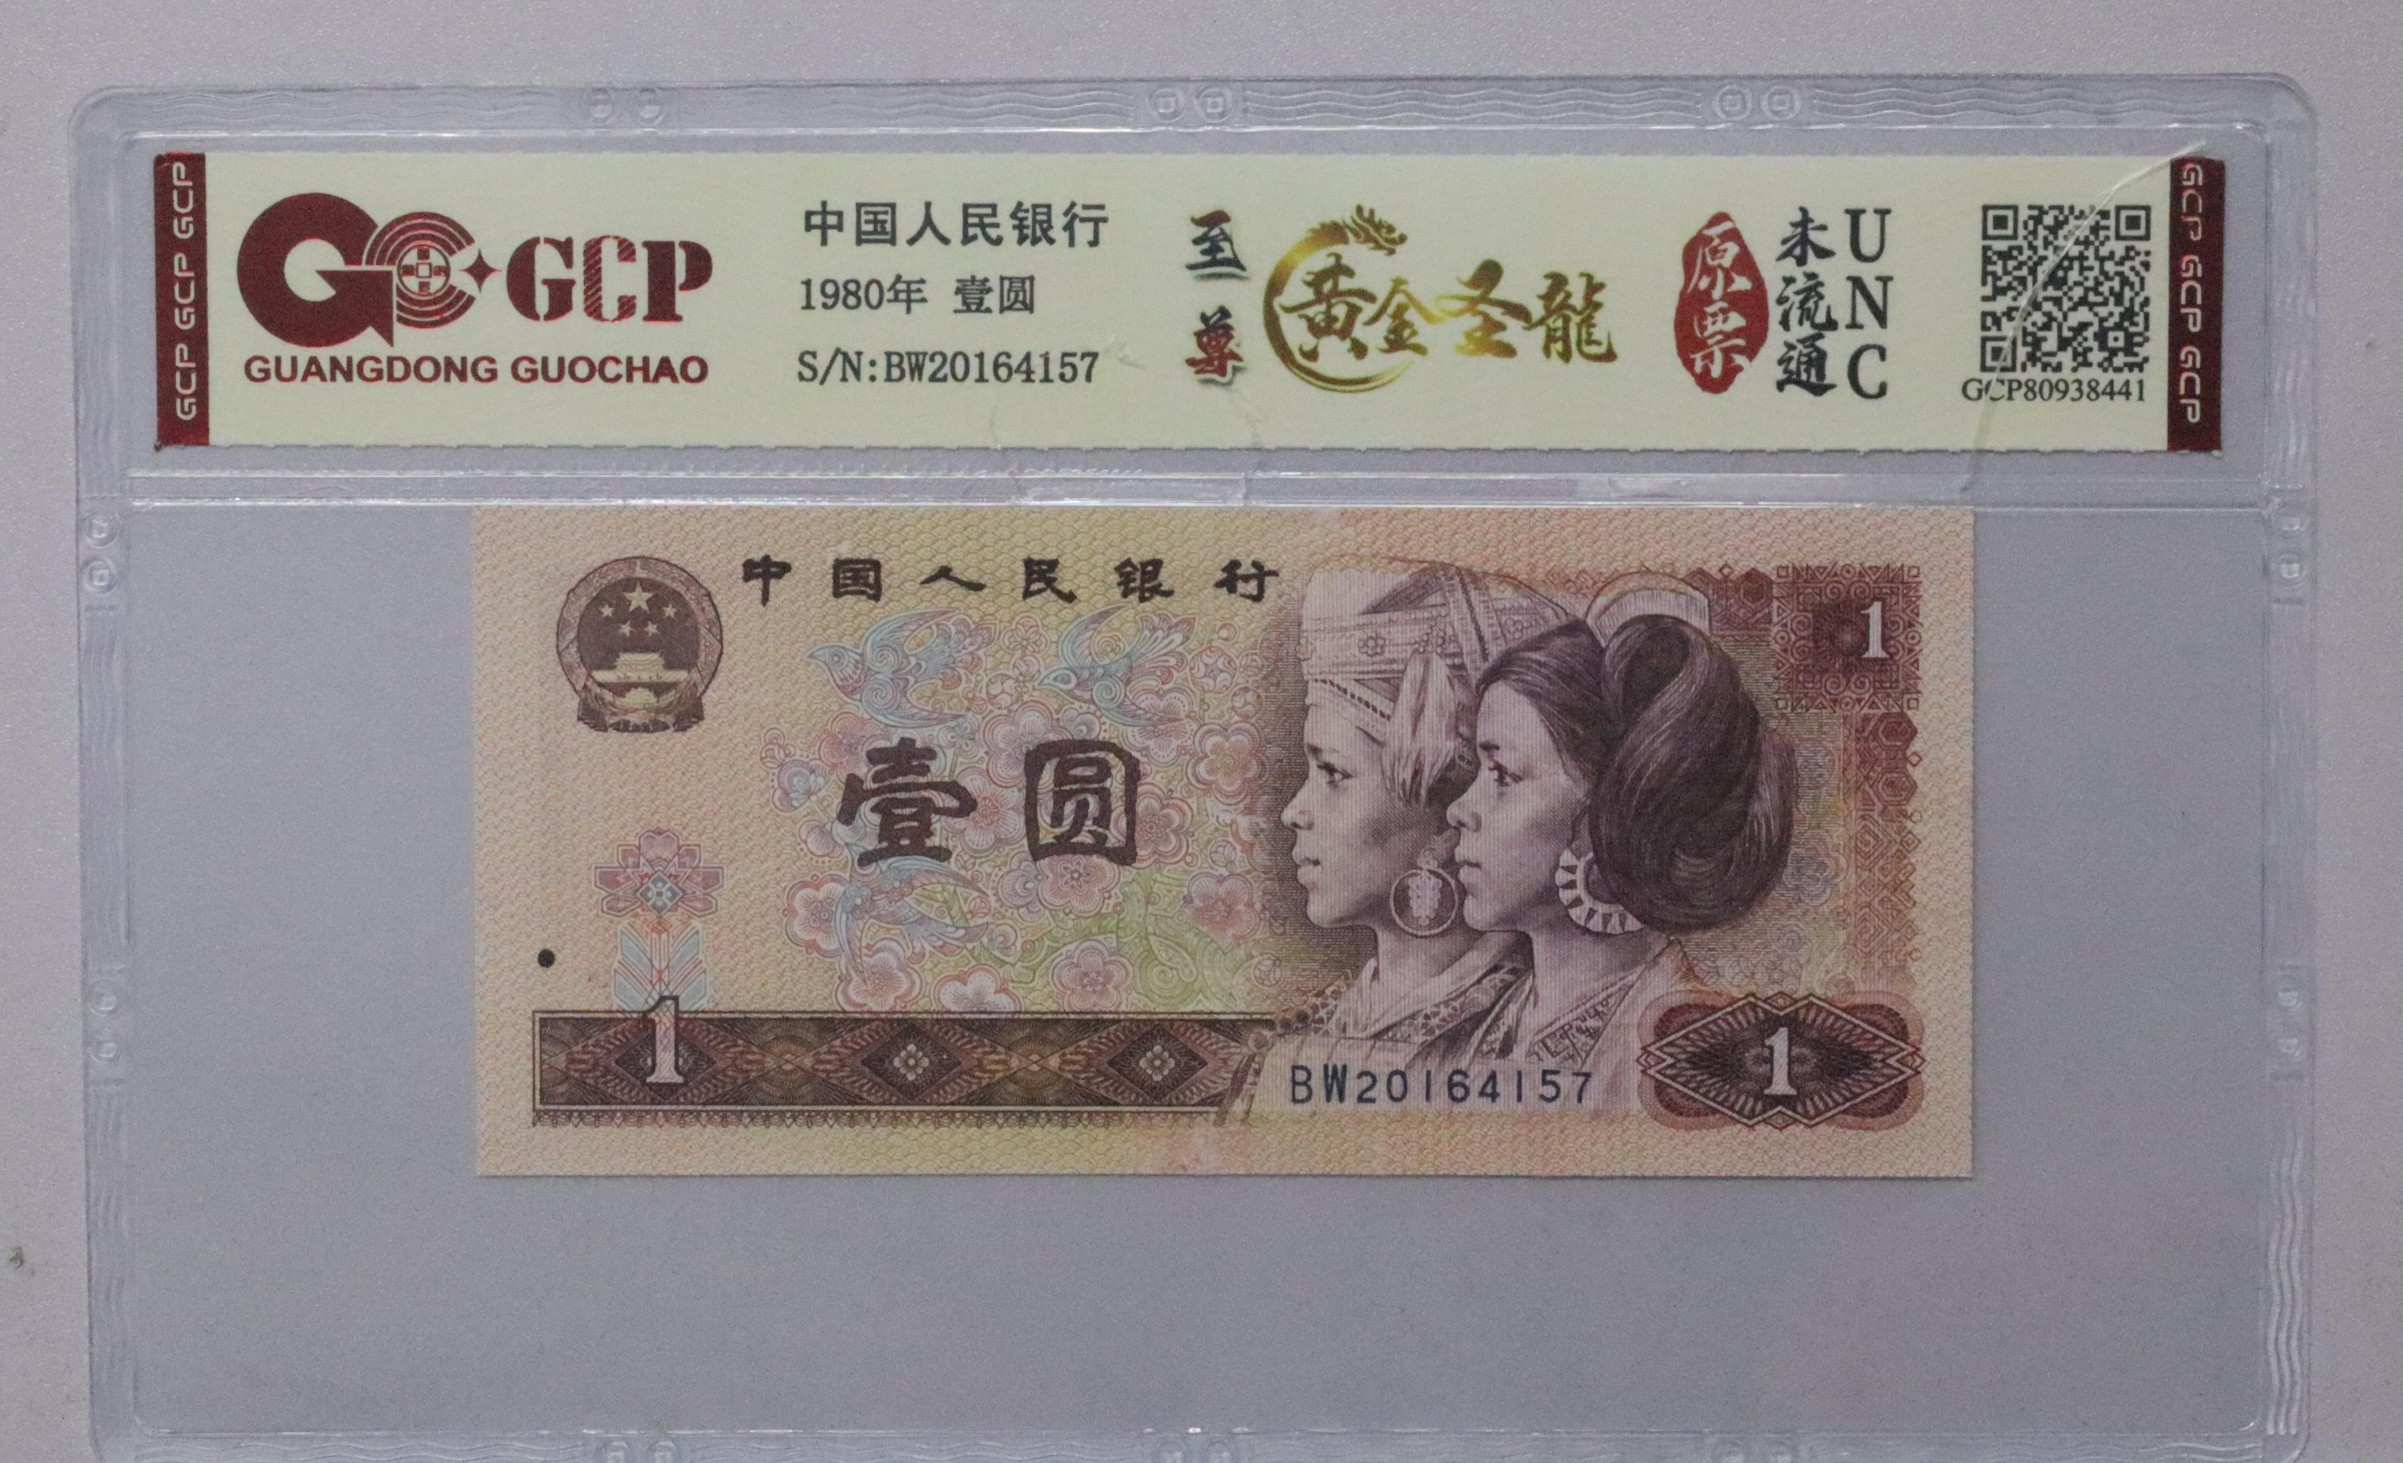 GCP GCP GCP
GCP
GUANGDONG GUOCHAO
中国人民银行
1980年 壹圆
S/N:BW20164157
至尊
黃金圣龍
原票
未流通
UNC
GCP80938441
GCP GCP GCP
中国人民银行
1
壹圆
1
BW20164157
1